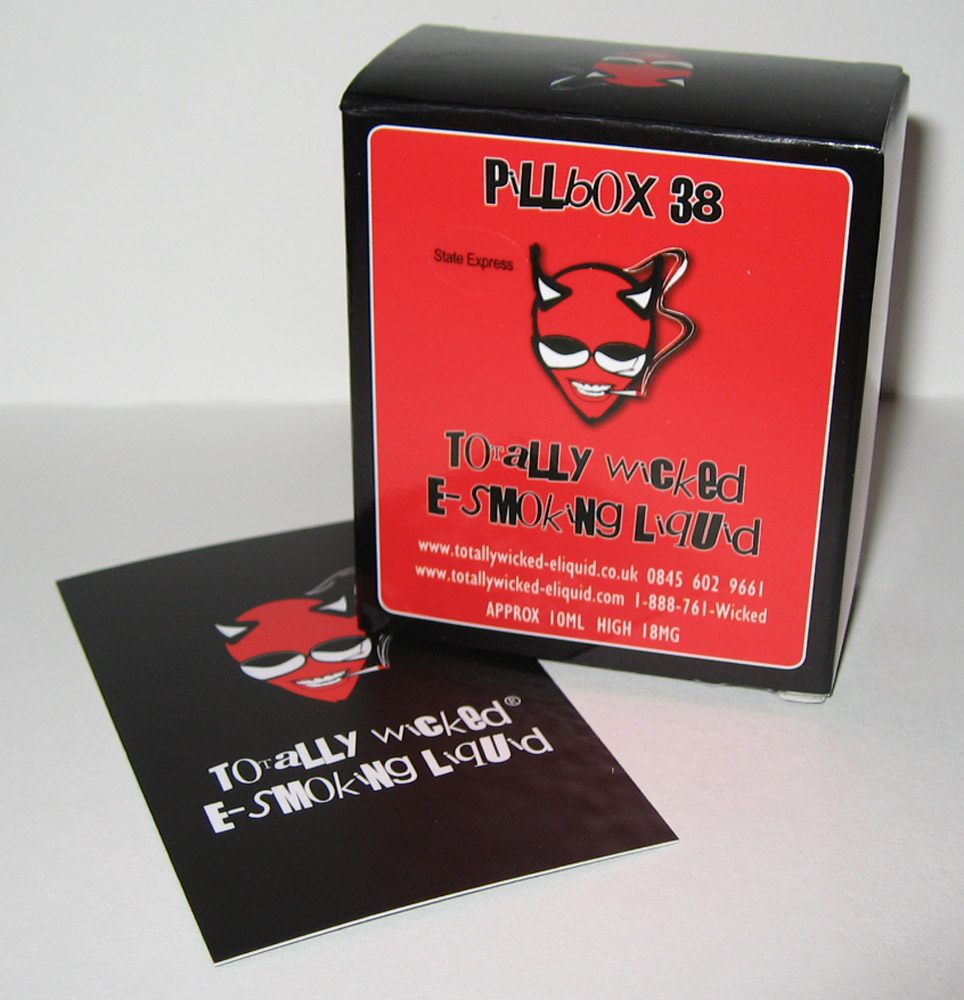 PiLLbOX 38
State Express
TOTaLLY wicked
E-SMOkiNg LiqUid
www.totallywicked-eliquid.co.uk 0845 602 9661
www.totallywicked-eliquid.com 1-888-761-Wicked
APPROX 10ML HIGH 18MG
TOTaLLY wicked®
E-SMOkiNg LiqUid